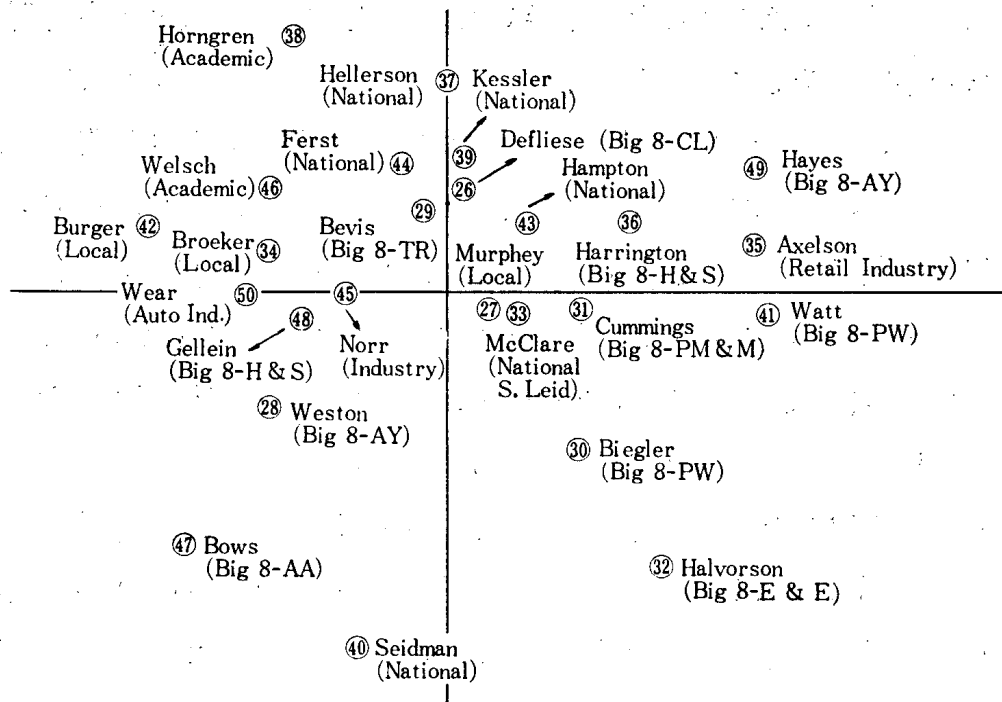 Horngren 38
(Academic)
Hellerson 37 Kessler
(National) (National)
Ferst
(National) 44
39 Defliese (Big 8-CL)
Welsch
(Academic) 46
26 Hampton
(National)
49 Hayes
(Big 8-AY)
Burger 42
(Local)
Broeker 34
(Local)
29
Bevis
(Big 8-TR)
43
36
Murphey
(Local)
Harrington
(Big 8-H&S)
35 Axelson
(Retail Industry)
Wear 50
(Auto Ind.)
45
48
Gellein
(Big 8-H&S)
Norr
(Industry)
27 33
McClare
(National
S. Leid)
31 Cummings
(Big 8-PM&M)
41 Watt
(Big 8-PW)
28 Weston
(Big 8-AY)
30 Biegler
(Big 8-PW)
47 Bows
(Big 8-AA)
32 Halvorson
(Big 8-E & E)
40 Seidman
(National)